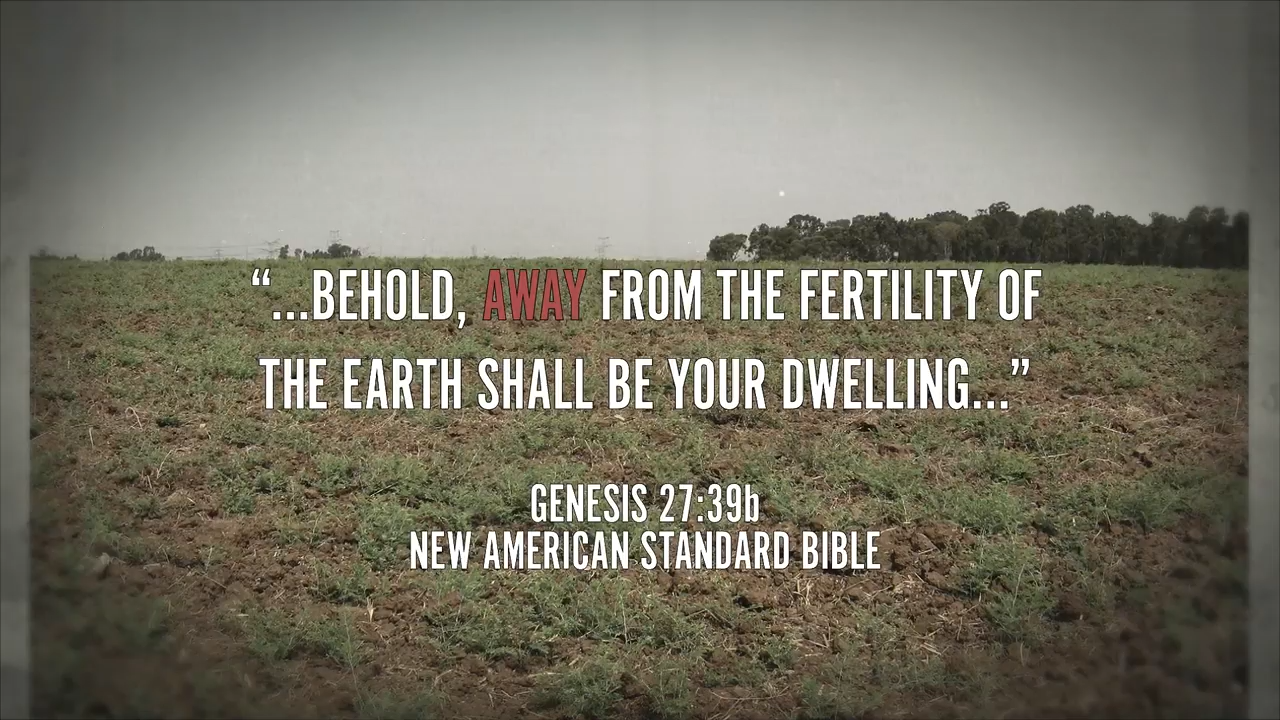 “...BEHOLD, AWAY FROM THE FERTILITY OF
THE EARTH SHALL BE YOUR DWELLING...”
GENESIS 27:39b
NEW AMERICAN STANDARD BIBLE